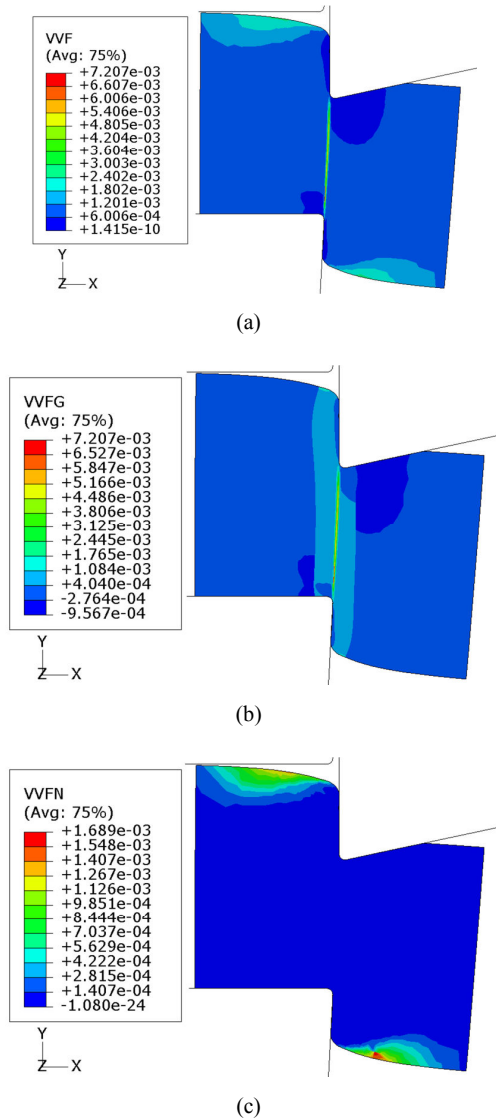 VVF
(Avg: 75%)
+7.207e-03
+6.607e-03
+6.006e-03
+5.406e-03
+4.805e-03
+4.204e-03
+3.604e-03
+3.003e-03
+2.402e-03
+1.802e-03
+1.201e-03
+6.006e-04
+1.415e-10
Y
Z X
(a)
VVFG
(Avg: 75%)
+7.207e-03
+6.527e-03
+5.847e-03
+5.166e-03
+4.486e-03
+3.806e-03
+3.125e-03
+2.445e-03
+1.765e-03
+1.084e-03
+4.040e-04
-2.764e-04
-9.567e-04
Y
Z X
(b)
VVFN
(Avg: 75%)
+1.689e-03
+1.548e-03
+1.407e-03
+1.267e-03
+1.126e-03
+9.851e-04
+8.444e-04
+7.037e-04
+5.629e-04
+4.222e-04
+2.815e-04
+1.407e-04
-1.080e-24
Y
Z X
(c)